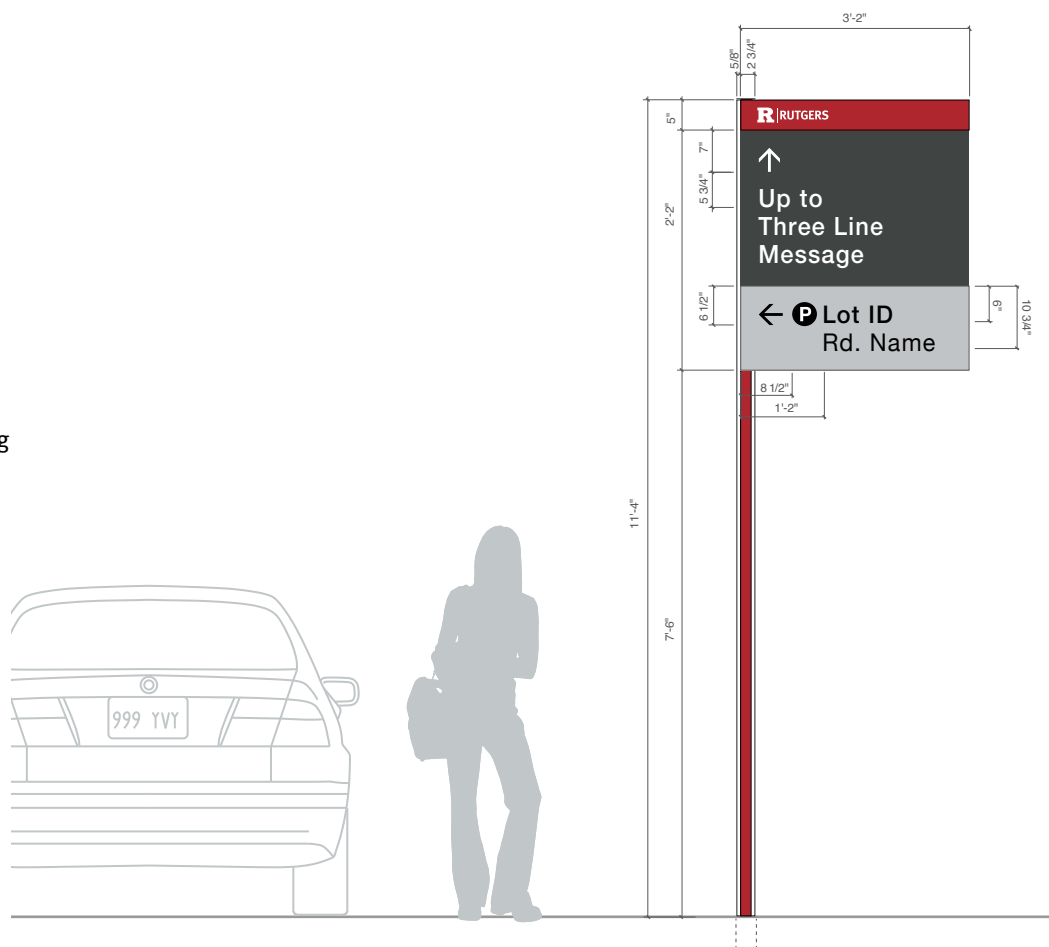 3'-2"
5/8"
2 3/4"
R RUTGERS
5"
7"
5 3/4"
2'-2"
Up to
Three Line
Message
6 1/2"
P Lot ID
Rd. Name
6"
10 3/4"
8 1/2"
1'-2"
g
11'-4"
7'-6"
999 YVY